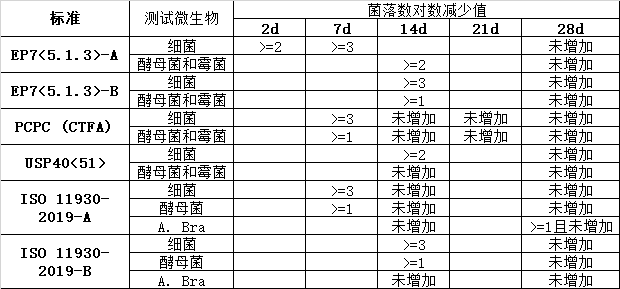 标准 测试微生物 菌落数对数减少值
2d 7d 14d 21d 28d
EP7<5.1.3>-A 细菌 >=2 >=3 未增加
酵母菌和霉菌 >=2 未增加
EP7<5.1.3>-B 细菌 >=3 未增加
酵母菌和霉菌 >=1 未增加
PCPC (CTFA) 细菌 >=3 未增加 未增加 未增加
酵母菌和霉菌 >=1 未增加 未增加 未增加
USP40<51> 细菌 >=2 未增加
酵母菌和霉菌 未增加 未增加
ISO 11930-2019-A 细菌 >=3 未增加 未增加
酵母菌 >=1 未增加 未增加
A. Bra 未增加 >=1且未增加
ISO 11930-2019-B 细菌 >=3 未增加
酵母菌 >=1 未增加
A. Bra 未增加 未增加